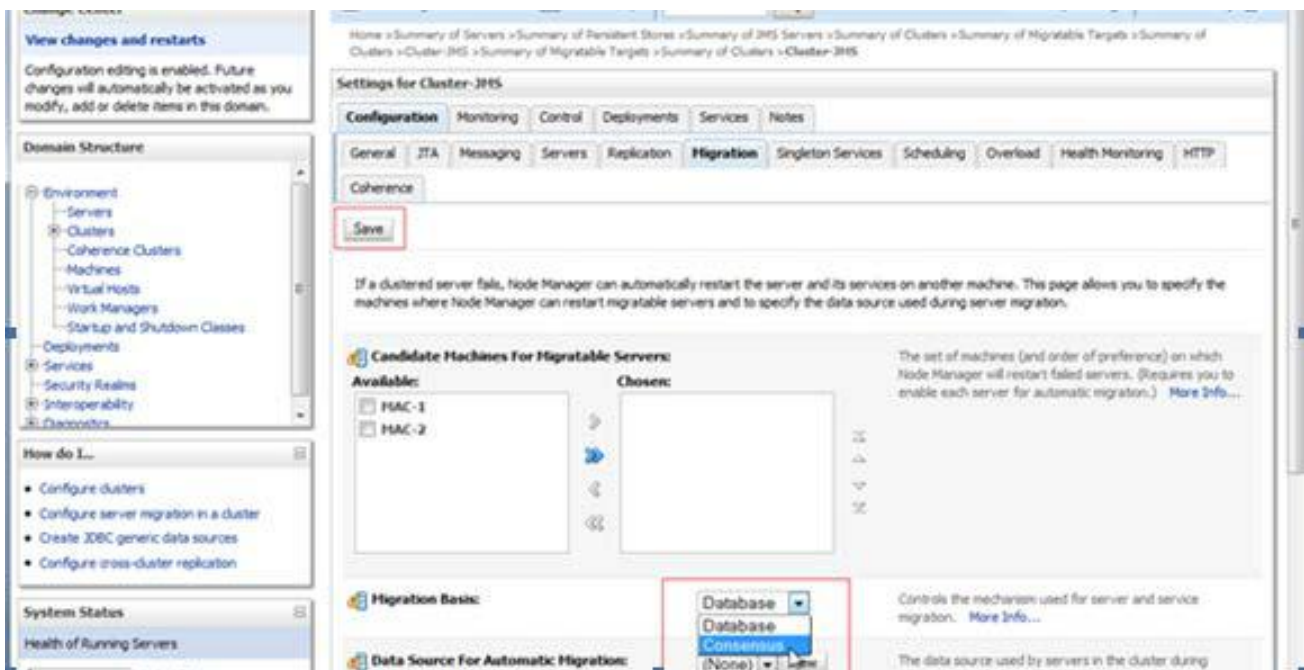 Change Center
View changes and restarts
Configuration editing is enabled. Future
changes will automatically be activated as you
modify, add or delete items in this domain.
Domain Structure
Environment
Servers
Clusters
Coherence Clusters
Machines
Virtual Hosts
Work Managers
Startup and Shutdown Classes
Deployments
Services
Security Realms
Interoperability
Diagnostics
How do I...
Configure clusters
Configure server migration in a cluster
Create JDBC generic data sources
Configure cross-cluster replication
System Status
Health of Running Servers
Home >Summary of Servers >Summary of Persistent Stores >Summary of JMS Servers >Summary of Clusters >Summary of Migratable Targets >Summary of
Clusters >Cluster-JMS >Summary of Migratable Targets >Summary of Clusters >Cluster-JMS
Settings for Cluster-JMS
Configuration Monitoring Control Deployments Services Notes
General JTA Messaging Servers Replication Migration Singleton Services Scheduling Overload Health Monitoring HTTP
Coherence
Save
If a clustered server fails, Node Manager can automatically restart the server and its services on another machine. This page allows you to specify the
machines where Node Manager can restart migratable servers and to specify the data source used during server migration.
Candidate Machines For Migratable Servers:
Available:
Chosen:
MAC-1
MAC-2
The set of machines (and order of preference) on which
Node Manager will restart failed servers. (Requires you to
enable each server for automatic migration.) More Info...
Migration Basis:
Database
Database
Consensus
Controls the mechanism used for server and service
migration. More Info...
Data Source For Automatic Migration:
(None)
The data source used by servers in the cluster during